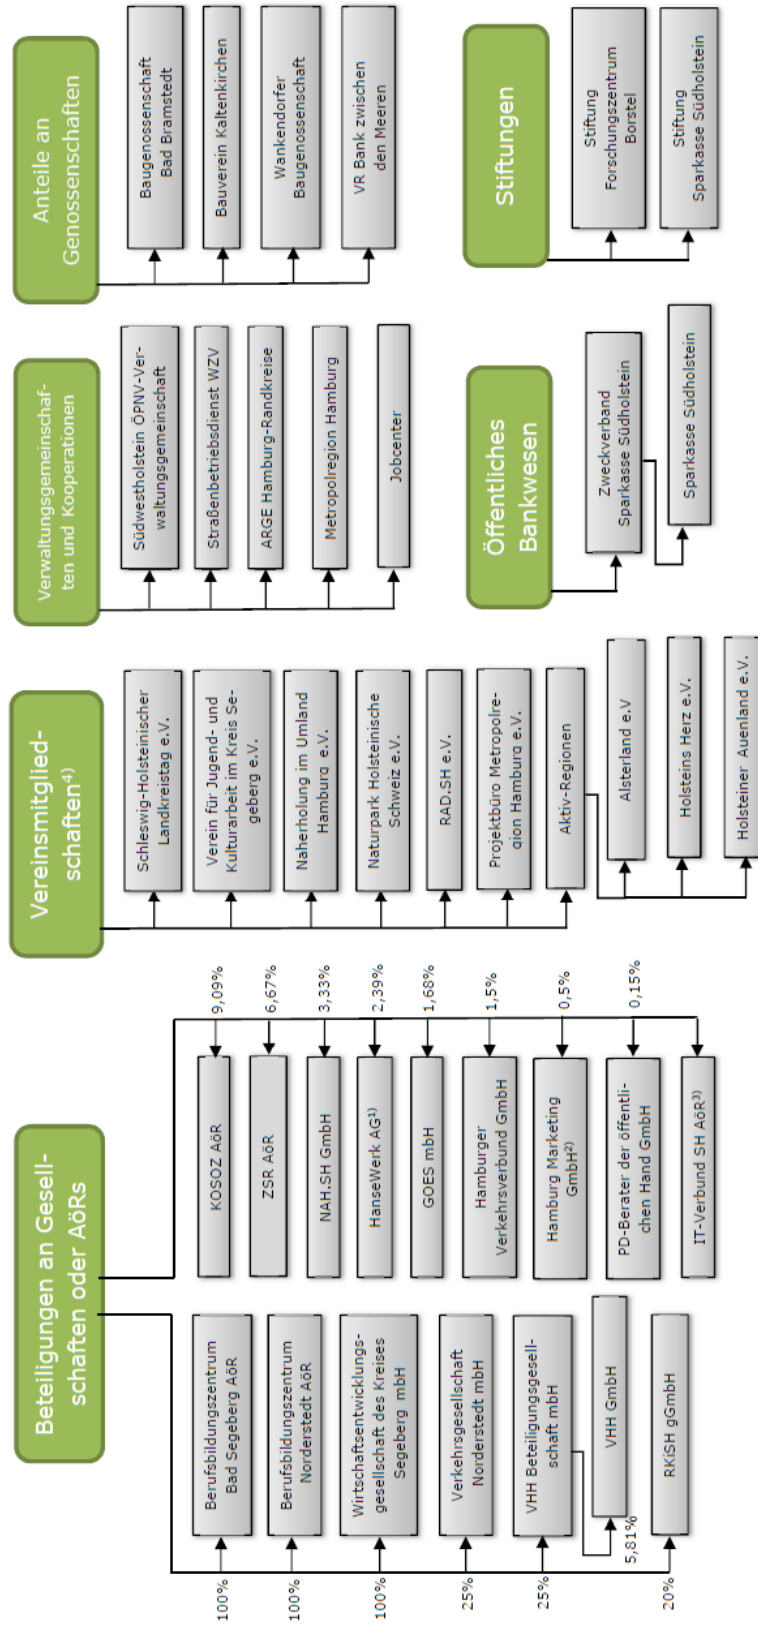 Beteiligungen an Gesell-
schaften oder AöRs
100%
Berufsbildungszentrum
Bad Segeberg AöR
100%
Berufsbildungszentrum
Norderstedt AöR
100%
Wirtschaftsentwicklungs-
gesellschaft des Kreises
Segeberg mbH
25%
Verkehrsgesellschaft
Norderstedt mbH
25%
VHH Beteiligungsgesell-
schaft mbH
5,81%
VHH GmbH
20%
RKiSH gGmbH
KOSOZ AöR
9,09%
ZSR AöR
6,67%
NAH.SH GmbH
3,33%
HanseWerk AG¹⁾
2,39%
GOES mbH
1,68%
Hamburger
Verkehrsverbund GmbH
1,5%
Hamburg Marketing
GmbH²⁾
0,5%
PD-Berater der öffentli-
chen Hand GmbH
0,15%
IT-Verbund SH AöR³⁾
Vereinsmitglied-
schaften⁴⁾
Schleswig-Holsteinischer
Landkreistag e.V.
Verein für Jugend- und
Kulturarbeit im Kreis Se-
geberg e.V.
Naherholung im Umland
Hamburg e.V.
Naturpark Holsteinische
Schweiz e.V.
RAD.SH e.V.
Projektbüro Metropolre-
gion Hamburg e.V.
Aktiv-Regionen
Alsterland e.V
Holsteins Herz e.V.
Holsteiner Auenland e.V.
Verwaltungsgemeinschaf-
ten und Kooperationen
Südwestholstein ÖPNV-Ver-
waltungsgemeinschaft
Straßenbetriebsdienst WZV
ARGE Hamburg-Randkreise
Metropolregion Hamburg
Jobcenter
Anteile an
Genossenschaften
Baugenossenschaft
Bad Bramstedt
Bauverein Kaltenkirchen
Wankendorfer
Baugenossenschaft
VR Bank zwischen
den Meeren
Öffentliches
Bankwesen
Zweckverband
Sparkasse Südholstein
Sparkasse Südholstein
Stiftungen
Stiftung
Forschungszentrum
Borstel
Stiftung
Sparkasse Südholstein